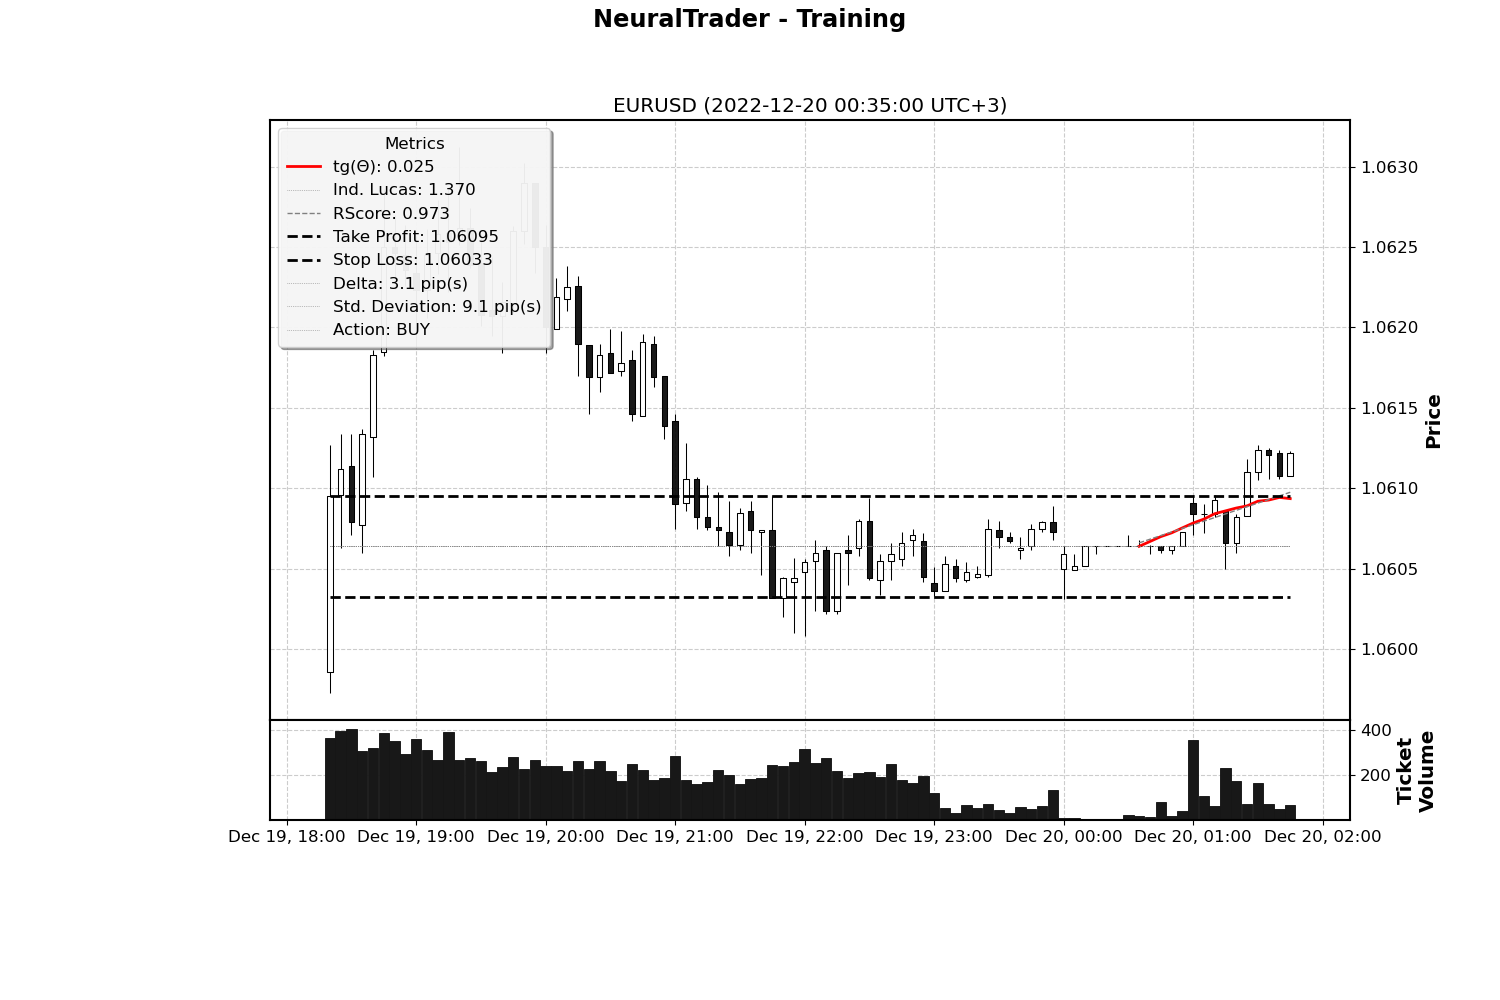 NeuralTrader - Training
EURUSD (2022-12-20 00:35:00 UTC+3)
Metrics
tg(Θ): 0.025
Ind. Lucas: 1.370
RScore: 0.973
Take Profit: 1.06095
Stop Loss: 1.06033
Delta: 3.1 pip(s)
Std. Deviation: 9.1 pip(s)
Action: BUY
1.0630
1.0625
1.0620
1.0615
1.0610
1.0605
1.0600
Price
400
200
Ticket
Volume
Dec 19, 18:00 Dec 19, 19:00 Dec 19, 20:00 Dec 19, 21:00 Dec 19, 22:00 Dec 19, 23:00 Dec 20, 00:00 Dec 20, 01:00 Dec 20, 02:00